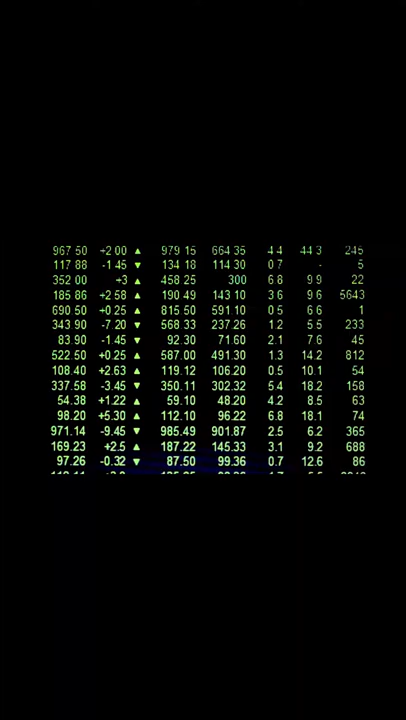 967 50 +2 00 ▲ 979 15 664 35 4 4 44 3 245
117 88 -1.45 ▼ 134 18 114 30 0 7 - 5
352 00 +3 ▲ 458 25 300 6 8 9 9 22
185 86 +2.58 ▲ 190 49 143 10 3 6 9 6 5643
690 50 +0.25 ▲ 815 50 591 10 0 5 6 6 1
343.90 -7.20 ▼ 568 33 237 26 1.2 5 5 233
83.90 -1.45 ▼ 92.30 71.60 2.1 7 6 45
522.50 +0.25 ▲ 587.00 491.30 1.3 14.2 812
108.40 +2.63 ▲ 119.12 106.20 0.5 10.1 54
337.58 -3.45 ▼ 350.11 302.32 5.4 18.2 158
54.38 +1.22 ▲ 59.10 48.20 4.2 8.5 63
98.20 +5.30 ▲ 112.10 96.22 6.8 18.1 74
971.14 -9.45 ▼ 985.49 901.87 2.5 6.2 365
169.23 +2.5 ▲ 187.22 145.33 3.1 9.2 688
97.26 -0.32 ▼ 87.50 99.36 0.7 12.6 86